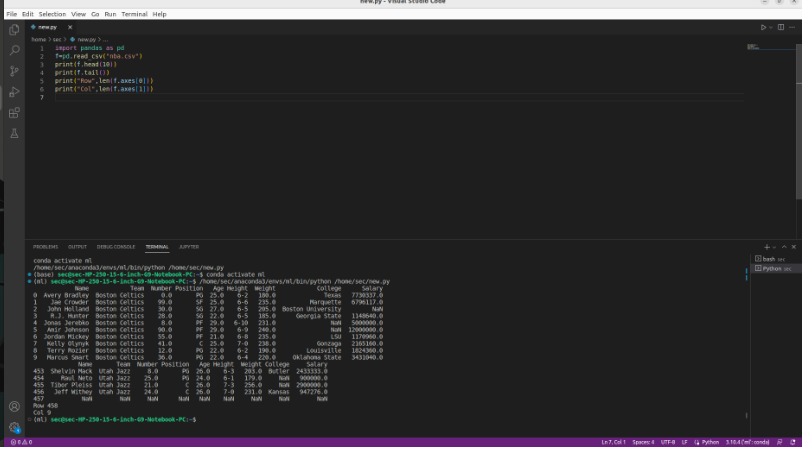 new.py - Visual Studio Code
File Edit Selection View Go Run Terminal Help
new.py
home > sec > new.py > ...
1 import pandas as pd
2 f=pd.read_csv("nba.csv")
3 print(f.head(10))
4 print(f.tail())
5 print("Row",len(f.axes[0]))
6 print("Col",len(f.axes[1]))
7
PROBLEMS OUTPUT DEBUG CONSOLE TERMINAL JUPYTER
bash sec
Python sec
conda activate ml
/home/sec/anaconda3/envs/ml/bin/python /home/sec/new.py
(base) sec@sec-HP-250-15-6-inch-G9-Notebook-PC:~$ conda activate ml
(ml) sec@sec-HP-250-15-6-inch-G9-Notebook-PC:~$ /home/sec/anaconda3/envs/ml/bin/python /home/sec/new.py
Name Team Number Position Age Height Weight College Salary
0 Avery Bradley Boston Celtics 0.0 PG 25.0 6-2 180.0 Texas 7730337.0
1 Jae Crowder Boston Celtics 99.0 SF 25.0 6-6 235.0 Marquette 6796117.0
2 John Holland Boston Celtics 30.0 SG 27.0 6-5 205.0 Boston University NaN
3 R.J. Hunter Boston Celtics 28.0 SG 22.0 6-5 185.0 Georgia State 1148640.0
4 Jonas Jerebko Boston Celtics 8.0 PF 29.0 6-10 231.0 NaN 5000000.0
5 Amir Johnson Boston Celtics 90.0 PF 29.0 6-9 240.0 NaN 12000000.0
6 Jordan Mickey Boston Celtics 55.0 PF 21.0 6-8 235.0 LSU 1170960.0
7 Kelly Olynyk Boston Celtics 41.0 C 25.0 7-0 238.0 Gonzaga 2165160.0
8 Terry Rozier Boston Celtics 12.0 PG 22.0 6-2 190.0 Louisville 1824360.0
9 Marcus Smart Boston Celtics 36.0 PG 22.0 6-4 220.0 Oklahoma State 3431040.0
Name Team Number Position Age Height Weight College Salary
453 Shelvin Mack Utah Jazz 8.0 PG 26.0 6-3 203.0 Butler 2433333.0
454 Raul Neto Utah Jazz 25.0 PG 24.0 6-1 179.0 NaN 900000.0
455 Tibor Pleiss Utah Jazz 21.0 C 26.0 7-3 256.0 NaN 2900000.0
456 Jeff Withey Utah Jazz 24.0 C 26.0 7-0 231.0 Kansas 947276.0
457 NaN NaN NaN NaN NaN NaN NaN NaN NaN
Row 458
Col 9
(ml) sec@sec-HP-250-15-6-inch-G9-Notebook-PC:~$
0 0 Ln 7, Col 1 Spaces: 4 UTF-8 LF Python 3.10.4 ('ml': conda)